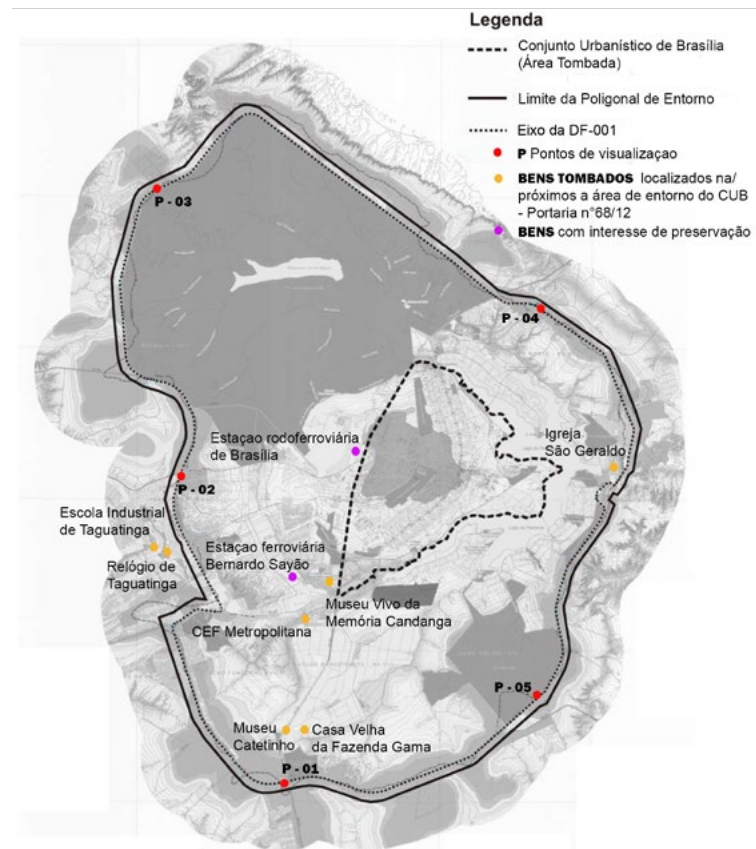 Legenda
Conjunto Urbanístico de Brasília
(Área Tombada)
Limite da Poligonal de Entorno
Eixo da DF-001
P Pontos de visualizaçao
BENS TOMBADOS localizados na/
próximos a área de entorno do CUB
- Portaria n°68/12
BENS com interesse de preservação
P - 03
P - 04
Estaçao rodoferroviária
de Brasília
Igreja
São Geraldo
P - 02
Escola Industrial
de Taguatinga
Relógio de
Taguatinga
Estaçao ferroviária
Bernardo Sayão
Museu Vivo da
Memória Candanga
CEF Metropolitana
P - 05
Museu
Catetinho
Casa Velha
da Fazenda Gama
P - 01